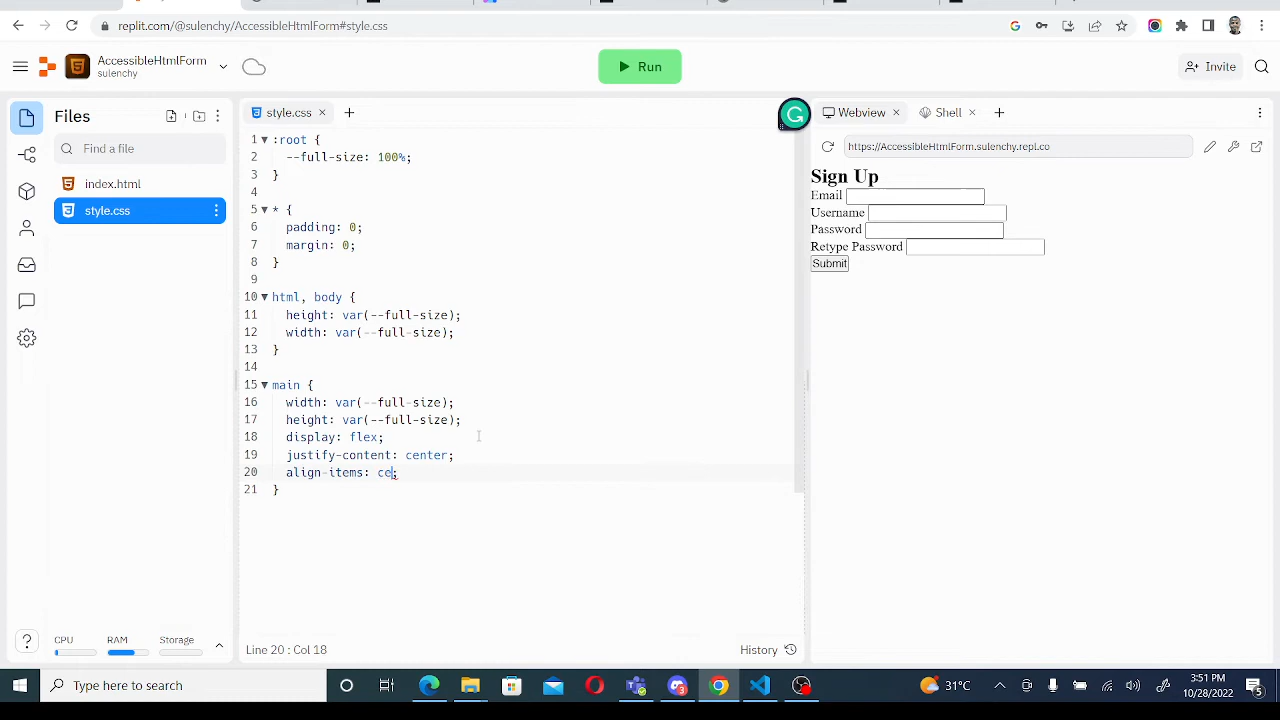 replit.com/@sulenchy/AccessibleHtmlForm#style.css
AccessibleHtmlForm
sulenchy
Run
Invite
Files
style.css
Webview
Shell
Find a file
https://AccessibleHtmlForm.sulenchy.repl.co
index.html
style.css
1 :root {
2 --full-size: 100%;
3 }
4
5 * {
6 padding: 0;
7 margin: 0;
8 }
9
10 html, body {
11 height: var(--full-size);
12 width: var(--full-size);
13 }
14
15 main {
16 width: var(--full-size);
17 height: var(--full-size);
18 display: flex;
19 justify-content: center;
20 align-items: ce;
21 }
Sign Up
Email
Username
Password
Retype Password
Submit
CPU RAM Storage
Line 20 : Col 18
History
Type here to search
3
31°C
3:51 PM
10/28/2022
5